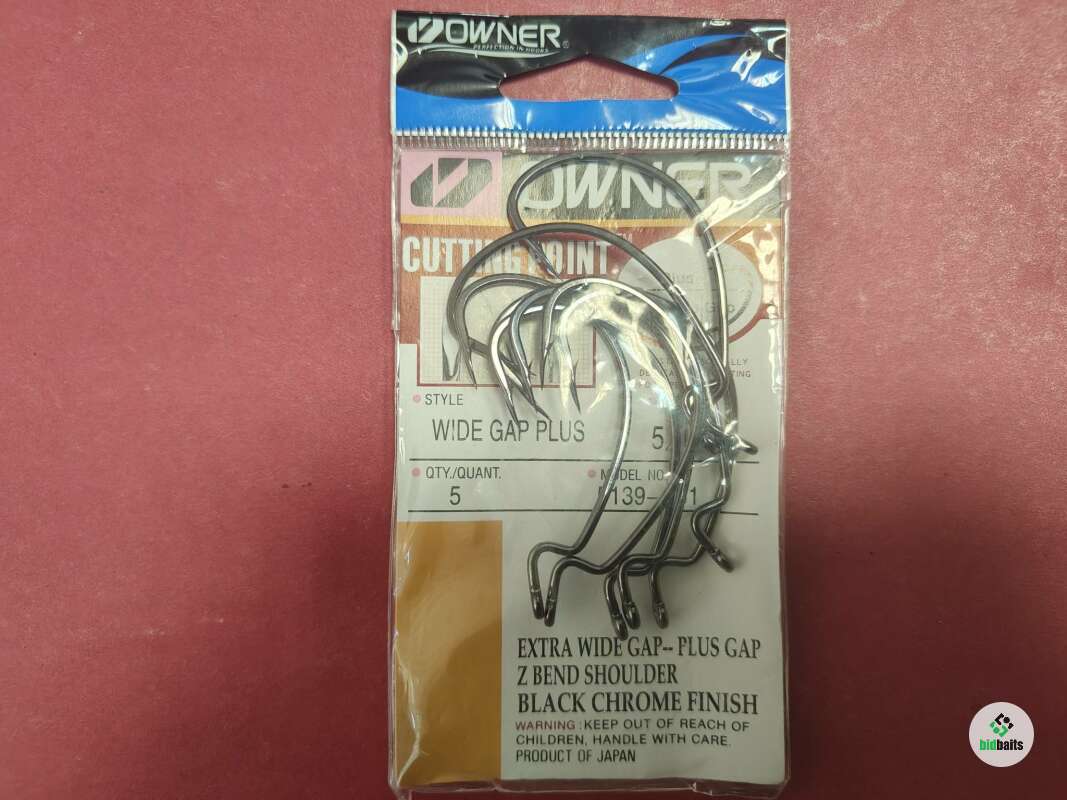 OWNER
PERFECTION IN HOOKS
OWNER
CUTTING POINT
STYLE
WIDE GAP PLUS
QTY./QUANT.
MODEL NO.
5
EXTRA WIDE GAP-- PLUS GAP
Z BEND SHOULDER
BLACK CHROME FINISH
WARNING : KEEP OUT OF REACH OF
CHILDREN, HANDLE WITH CARE.
PRODUCT OF JAPAN
bidbaits